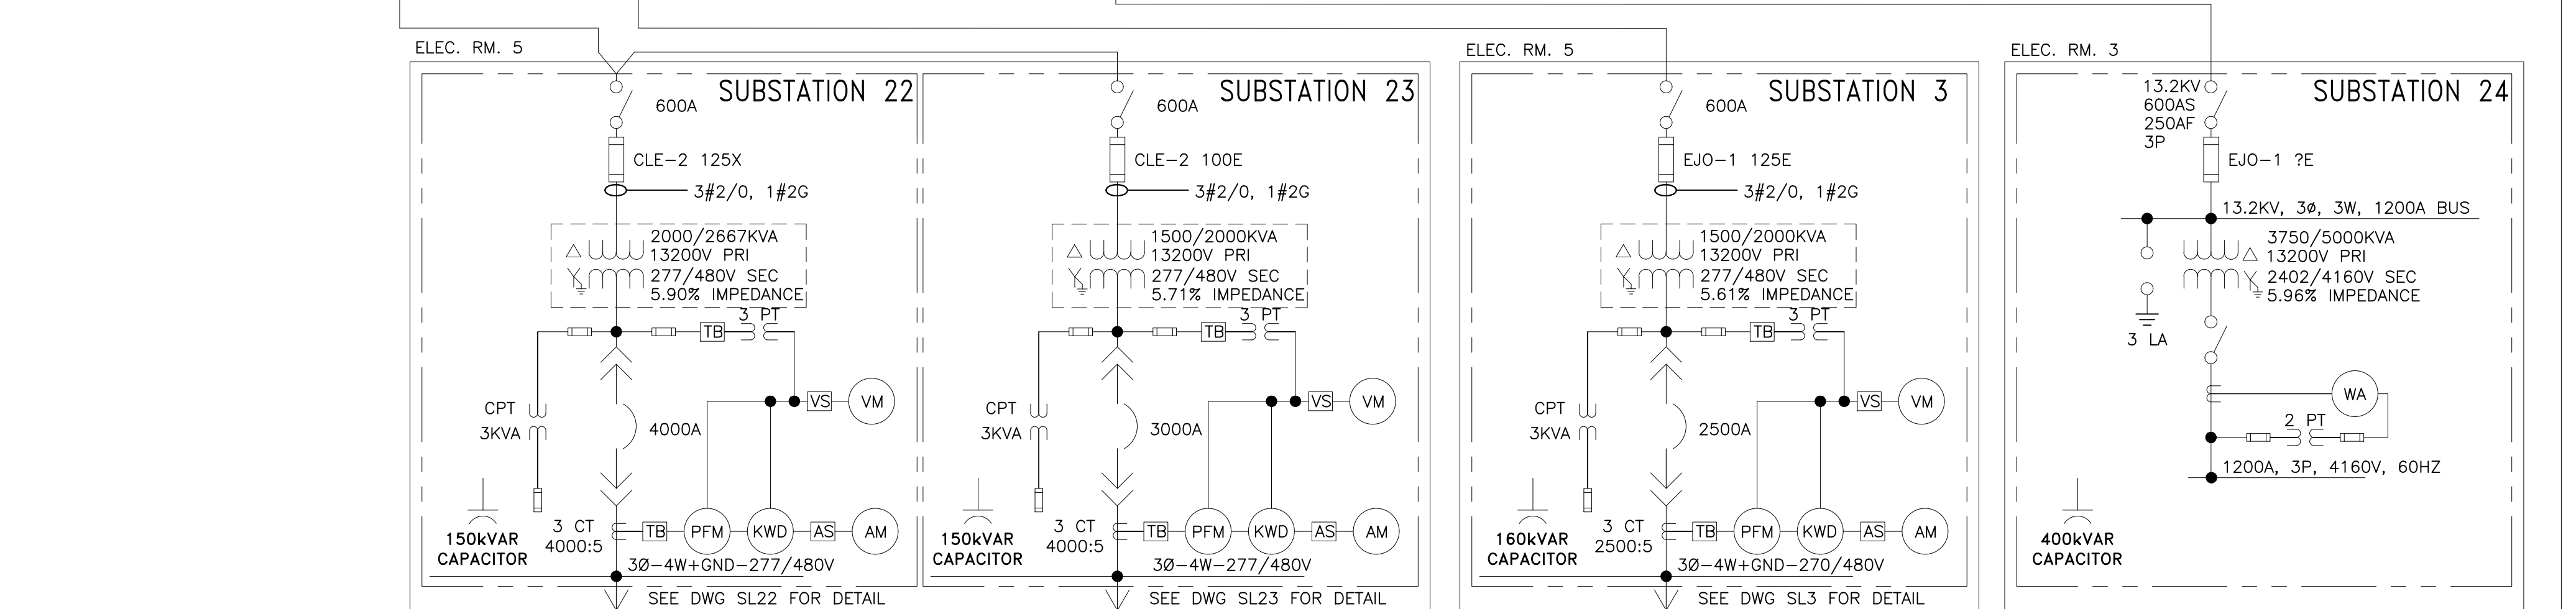 ELEC. RM. 5
SUBSTATION 22
600A
CLE-2 125X
3#2/0, 1#2G
2000/2667KVA
13200V PRI
277/480V SEC
5.90% IMPEDANCE
3 PT
TB
VS
VM
CPT
3KVA
4000A
3 CT
4000:5
TB
PFM
KWD
AS
AM
150kVAR
CAPACITOR
3Ø-4W+GND-277/480V
SEE DWG SL22 FOR DETAIL
SUBSTATION 23
600A
CLE-2 100E
3#2/0, 1#2G
1500/2000KVA
13200V PRI
277/480V SEC
5.71% IMPEDANCE
3 PT
TB
VS
VM
CPT
3KVA
3000A
3 CT
4000:5
TB
PFM
KWD
AS
AM
150kVAR
CAPACITOR
3Ø-4W-277/480V
SEE DWG SL23 FOR DETAIL
ELEC. RM. 5
SUBSTATION 3
600A
EJO-1 125E
3#2/0, 1#2G
1500/2000KVA
13200V PRI
277/480V SEC
5.61% IMPEDANCE
3 PT
TB
VS
VM
CPT
3KVA
2500A
3 CT
2500:5
TB
PFM
KWD
AS
AM
160kVAR
CAPACITOR
3Ø-4W+GND-270/480V
SEE DWG SL3 FOR DETAIL
ELEC. RM. 3
SUBSTATION 24
13.2KV
600AS
250AF
3P
EJO-1 ?E
13.2KV, 3ø, 3W, 1200A BUS
3750/5000KVA
13200V PRI
2402/4160V SEC
5.96% IMPEDANCE
3 LA
WA
2 PT
1200A, 3P, 4160V, 60HZ
400kVAR
CAPACITOR